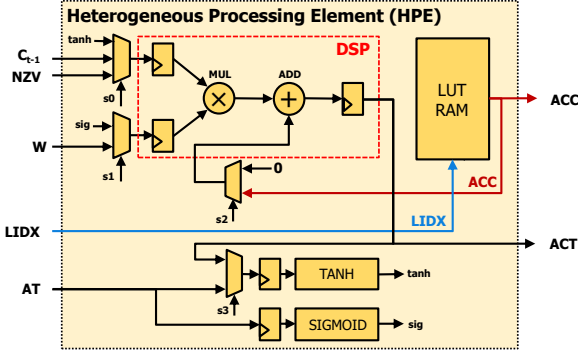 Heterogeneous Processing Element (HPE)
tanh
DSP
C t-1
NZV
MUL
ADD
LUT
RAM
ACC
s0
sig
W
s1
0
ACC
s2
LIDX
LIDX
ACT
TANH
tanh
AT
s3
SIGMOID
sig